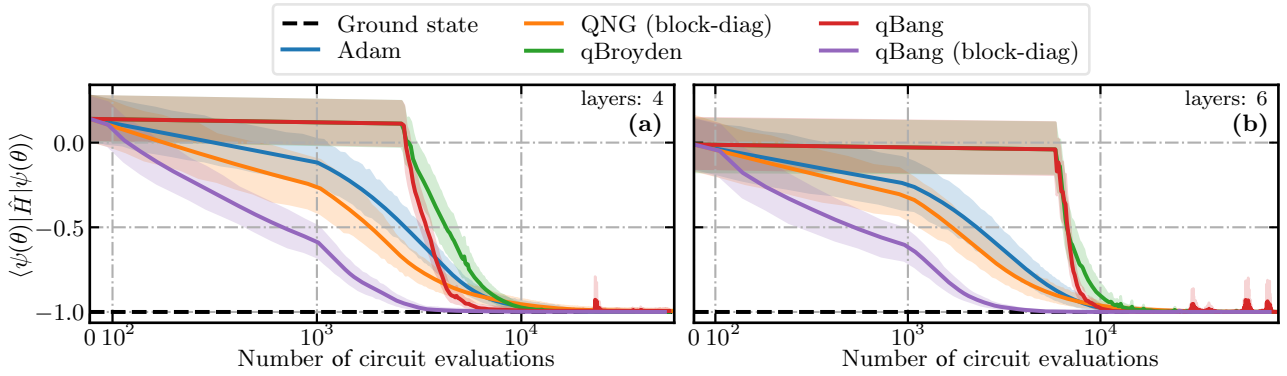 Ground state
Adam
QNG (block-diag)
qBroyden
qBang
qBang (block-diag)
⟨ψ(θ)|Ĥ|ψ(θ)⟩
layers: 4
(a)
0.0
−0.5
−1.0
0 10² 10³ 10⁴
Number of circuit evaluations
layers: 6
(b)
0 10² 10³ 10⁴
Number of circuit evaluations